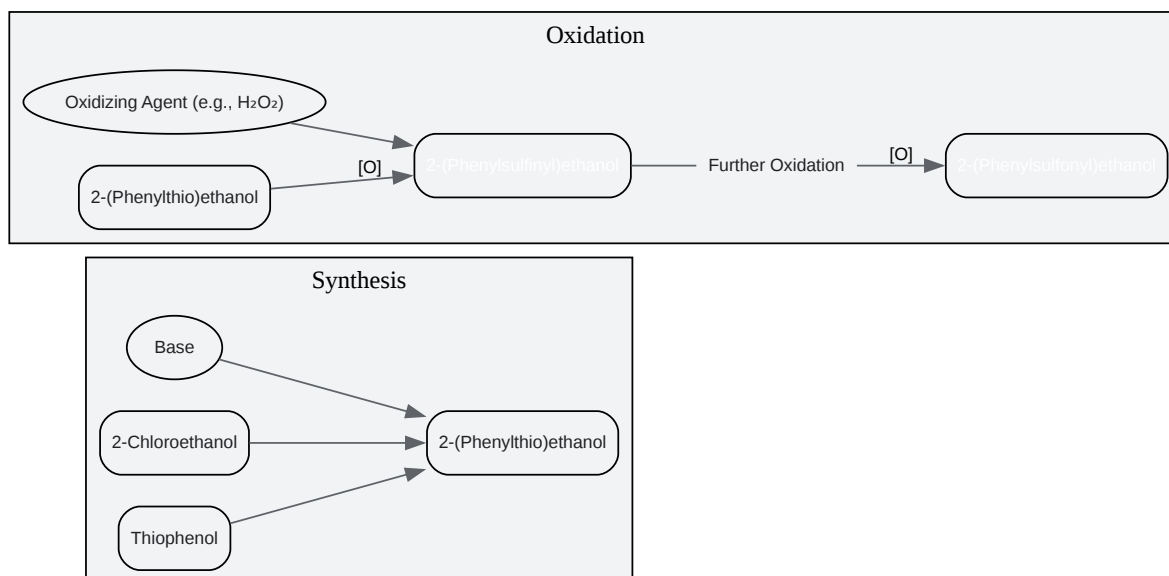 Oxidation
Oxidizing Agent (e.g., H₂O₂)
2-(Phenylthio)ethanol
[O]
2-(Phenylsulfinyl)ethanol
Further Oxidation
[O]
2-(Phenylsulfonyl)ethanol
Synthesis
Base
2-Chloroethanol
Thiophenol
2-(Phenylthio)ethanol